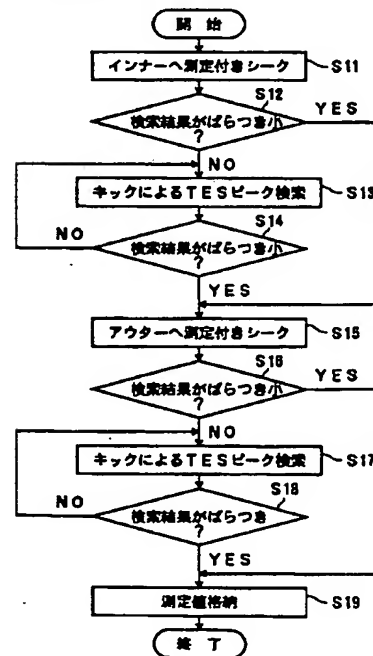 開始
インナーへ測定付きシーク
S11
S12
検索結果がばらつき小
?
YES
NO
キックによるTESピーク検索
S13
S14
検索結果がばらつき小
?
NO
YES
アウターへ測定付きシーク
S15
S16
検索結果がばらつき小
?
YES
NO
キックによるTESピーク検索
S17
S18
検索結果がばらつき
?
NO
YES
測定値格納
S19
終了